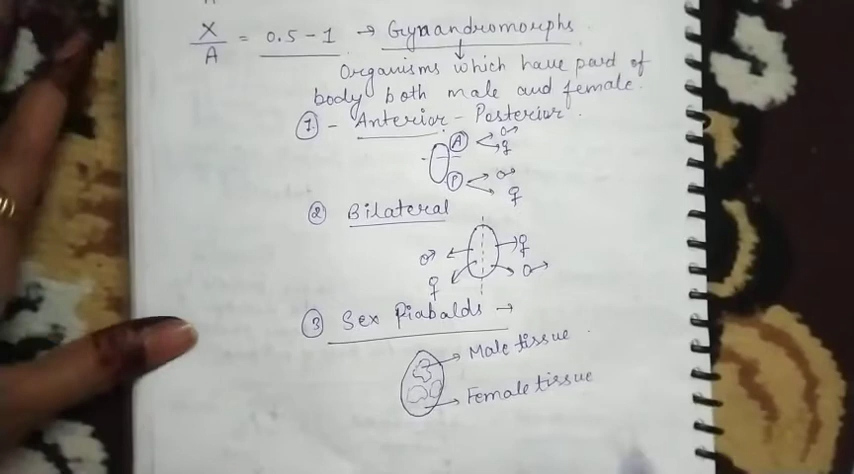 X/A = 0.5 - 1 → Gynandromorphs.
Organisms which have part of
body both male and female.
① - Anterior - Posterior.
A ♂
♀
P ♂
♀
② Bilateral
♂ ♀
♀ ♂
③ Sex Piabalds →
Male tissue
Female tissue